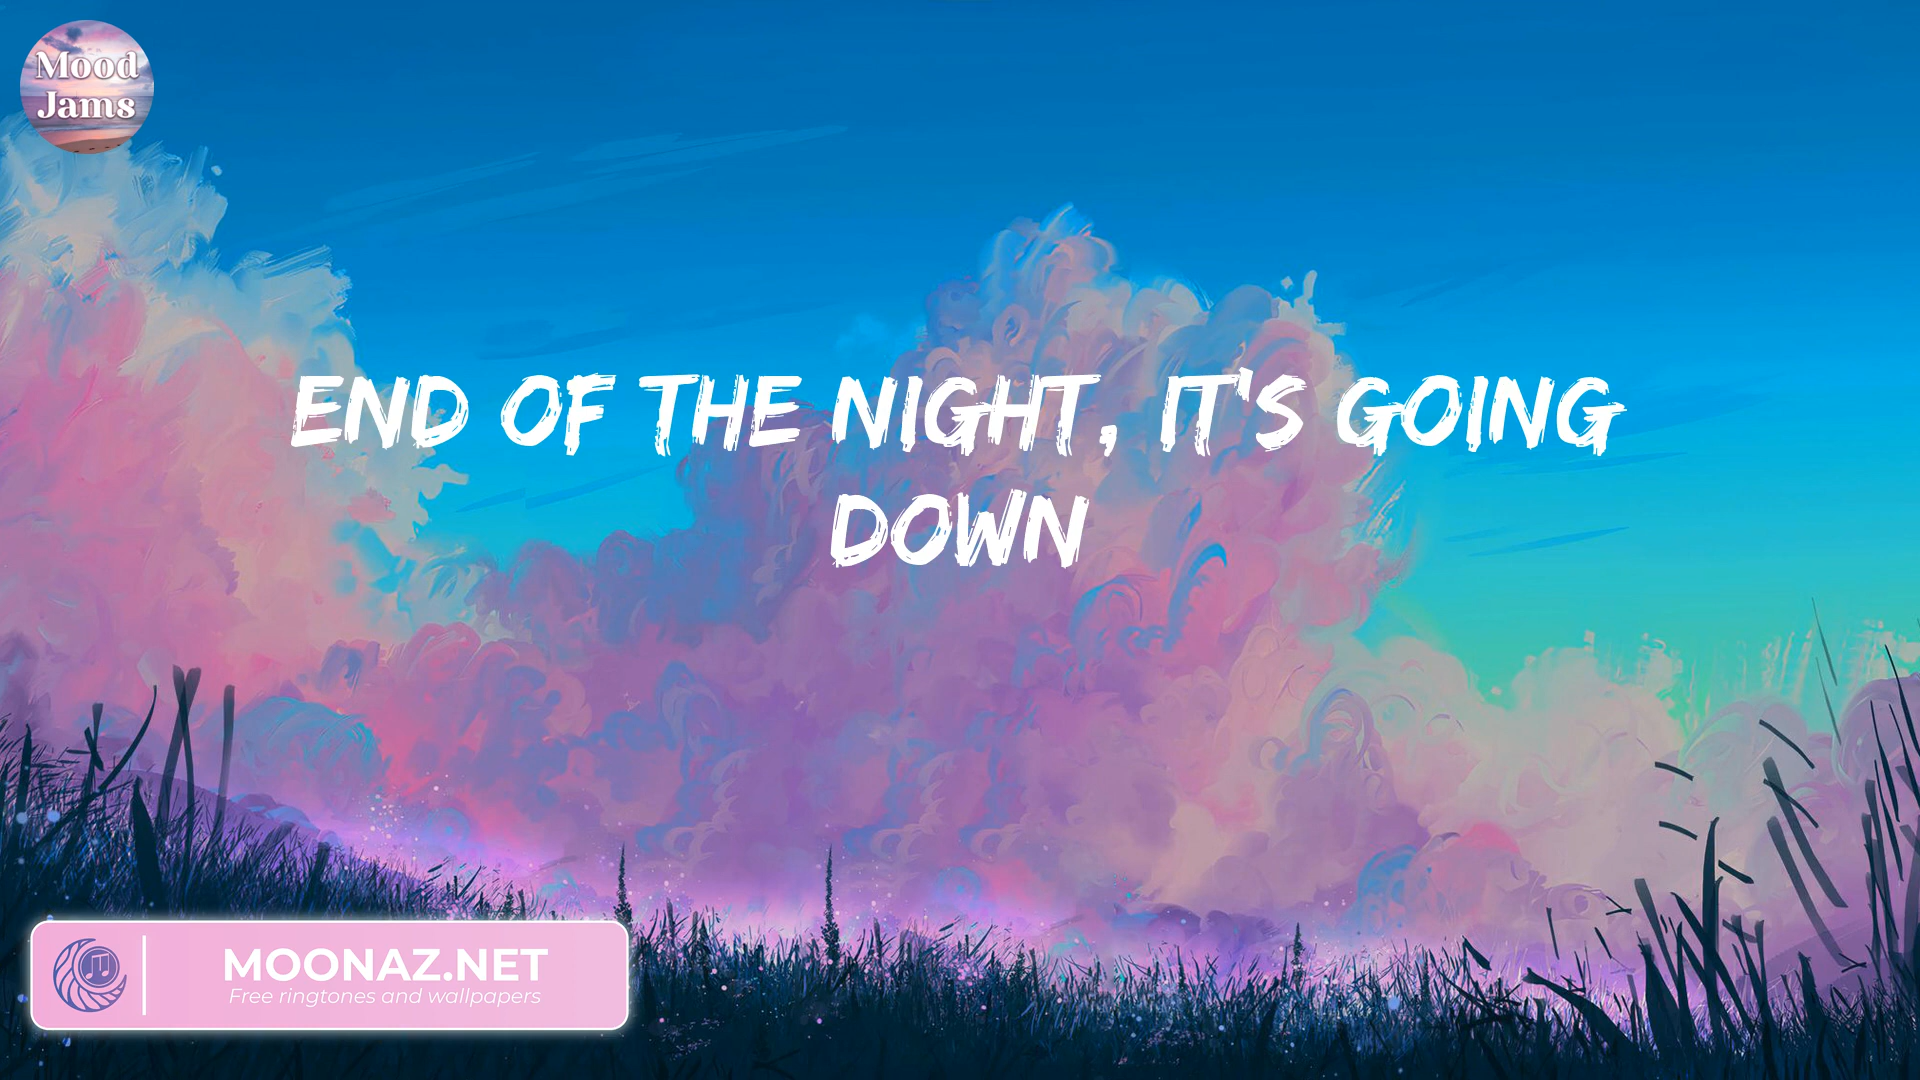 Mood
Jams
END OF THE NIGHT, IT'S GOING
DOWN
MOONAZ.NET
Free ringtones and wallpapers